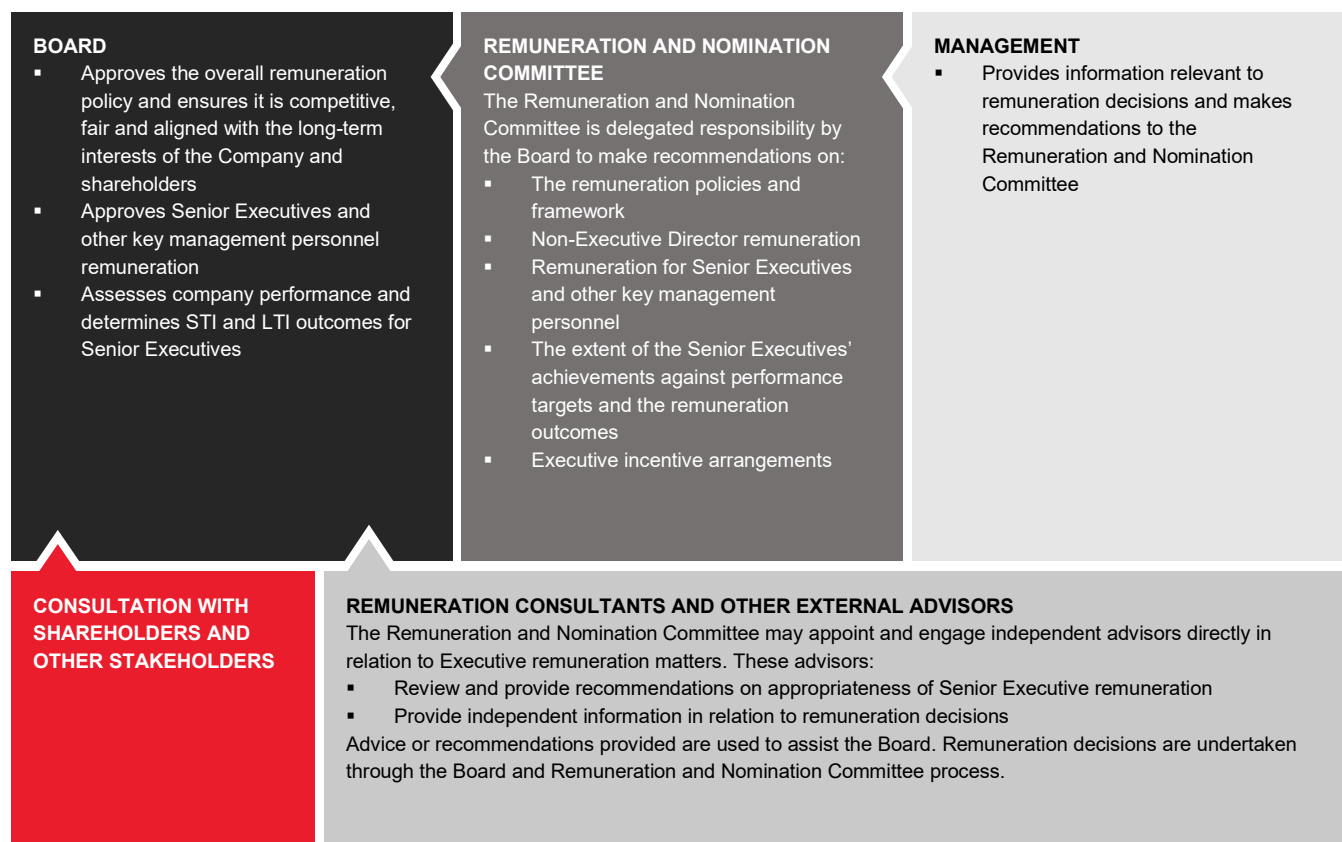 BOARD
▪ Approves the overall remuneration
policy and ensures it is competitive,
fair and aligned with the long-term
interests of the Company and
shareholders
▪ Approves Senior Executives and
other key management personnel
remuneration
▪ Assesses company performance and
determines STI and LTI outcomes for
Senior Executives
REMUNERATION AND NOMINATION
COMMITTEE
The Remuneration and Nomination
Committee is delegated responsibility by
the Board to make recommendations on:
▪ The remuneration policies and
framework
▪ Non-Executive Director remuneration
▪ Remuneration for Senior Executives
and other key management
personnel
▪ The extent of the Senior Executives’
achievements against performance
targets and the remuneration
outcomes
▪ Executive incentive arrangements
MANAGEMENT
▪ Provides information relevant to
remuneration decisions and makes
recommendations to the
Remuneration and Nomination
Committee
CONSULTATION WITH
SHAREHOLDERS AND
OTHER STAKEHOLDERS
REMUNERATION CONSULTANTS AND OTHER EXTERNAL ADVISORS
The Remuneration and Nomination Committee may appoint and engage independent advisors directly in
relation to Executive remuneration matters. These advisors:
▪ Review and provide recommendations on appropriateness of Senior Executive remuneration
▪ Provide independent information in relation to remuneration decisions
Advice or recommendations provided are used to assist the Board. Remuneration decisions are undertaken
through the Board and Remuneration and Nomination Committee process.